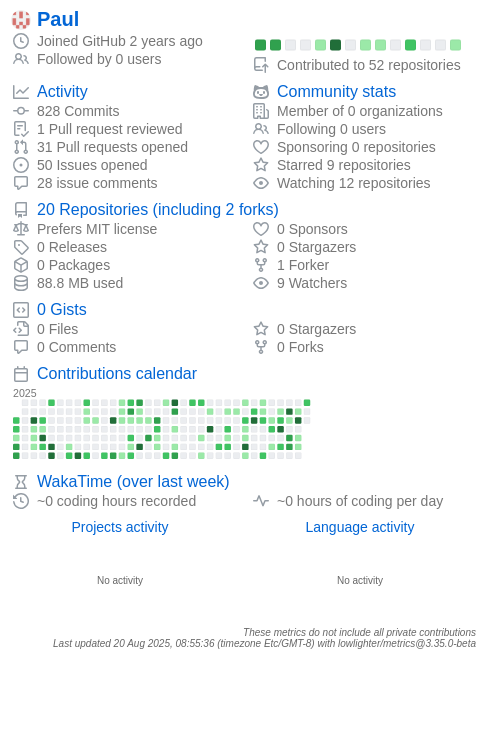 Paul
Joined GitHub 2 years ago
Followed by 0 users
Contributed to 52 repositories
Activity
828 Commits
1 Pull request reviewed
31 Pull requests opened
50 Issues opened
28 issue comments
Community stats
Member of 0 organizations
Following 0 users
Sponsoring 0 repositories
Starred 9 repositories
Watching 12 repositories
20 Repositories (including 2 forks)
Prefers MIT license
0 Releases
0 Packages
88.8 MB used
0 Sponsors
0 Stargazers
1 Forker
9 Watchers
0 Gists
0 Files
0 Comments
0 Stargazers
0 Forks
Contributions calendar
2025
WakaTime (over last week)
~0 coding hours recorded
~0 hours of coding per day
Projects activity
No activity
Language activity
No activity
These metrics do not include all private contributions
Last updated 20 Aug 2025, 08:55:36 (timezone Etc/GMT-8) with lowlighter/metrics@3.35.0-beta